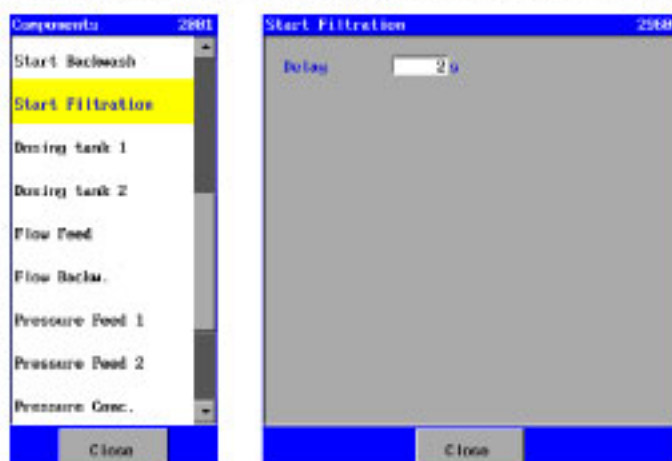 Components 2001
Start Backwash
Start Filtration
Dosing tank 1
Dosing tank 2
Flow Feed
Flow Backw.
Pressure Feed 1
Pressure Feed 2
Pressure Conc.
Close
Start Filtration
Delay 2 s
Close